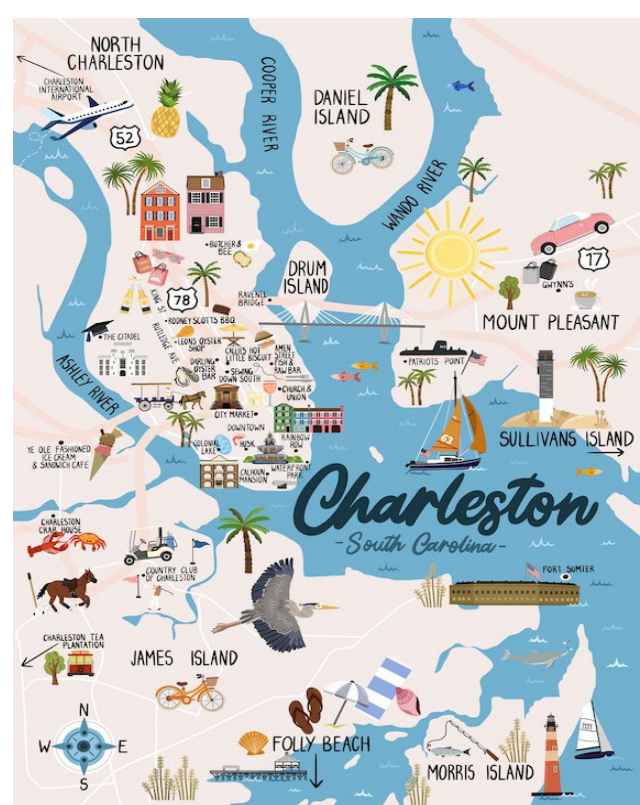 NORTH
CHARLESTON
CHARLESTON
INTERNATIONAL
AIRPORT
52
COOPER RIVER
DANIEL
ISLAND
WANDO RIVER
BUTCHER &
BEE
DRUM
ISLAND
RAVENEL
BRIDGE
17
GWYNN'S
MOUNT PLEASANT
KING ST
78
RUTLEDGE AVE
RODNEY SCOTTS BBQ
THE CITADEL
LEONS OYSTER
SHOP
CALLIES HOT
LITTLE BISCUIT
AMEN
STREET
FISH &
RAW BAR
DARLING
OYSTER
BAR
SEWING
DOWN SOUTH
CHURCH &
UNION
PATRIOTS POINT
ASHLEY RIVER
CITY MARKET
DOWNTOWN
COLONIAL
LAKE
HUSK
RAINBOW
ROW
CALHOUN
MANSION
WATERFRONT
PARK
63
SULLIVANS ISLAND
YE OLE FASHIONED
ICE CREAM
& SANDWICH CAFE
Charleston
- South Carolina -
CHARLESTON
CRAB HOUSE
COUNTRY CLUB
OF CHARLESTON
FORT SUMTER
CHARLESTON TEA
PLANTATION
JAMES ISLAND
N
W
E
S
FOLLY BEACH
MORRIS ISLAND